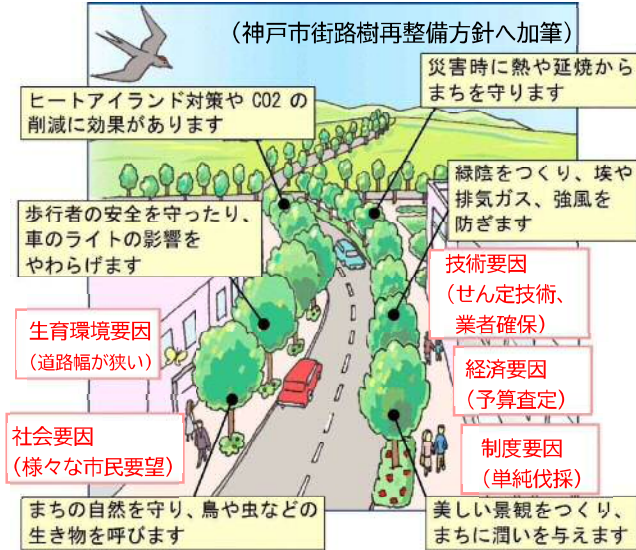 （神戸市街路樹再整備方針へ加筆）
災害時に熱や延焼から
まちを守ります
ヒートアイランド対策や CO2 の
削減に効果があります
緑陰をつくり、埃や
排気ガス、強風を
防ぎます
歩行者の安全を守ったり、
車のライトの影響を
やわらげます
技術要因
（せん定技術、
業者確保）
生育環境要因
（道路幅が狭い）
経済要因
（予算査定）
社会要因
（様々な市民要望）
制度要因
（単純伐採）
まちの自然を守り、鳥や虫などの
生き物を呼びます
美しい景観をつくり、
まちに潤いを与えます